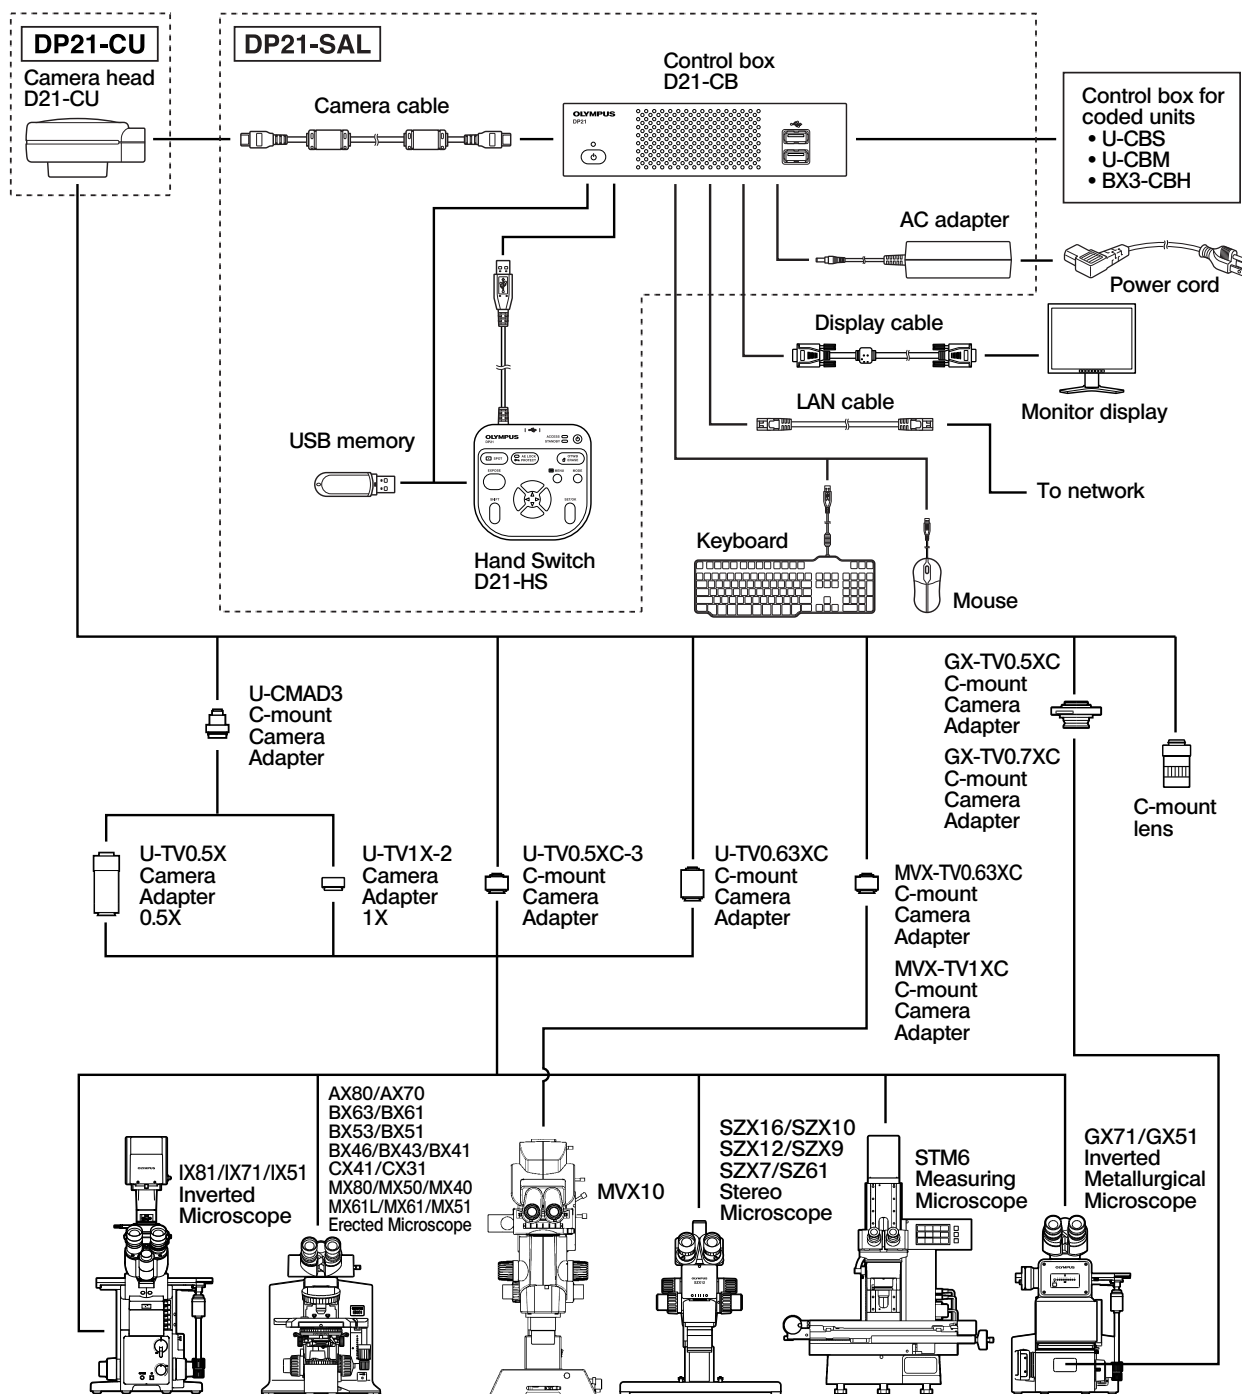 DP21-CU
Camera head
D21-CU
DP21-SAL
Camera cable
Control box
D21-CB
OLYMPUS
DP21
Control box for
coded units
• U-CBS
• U-CBM
• BX3-CBH
AC adapter
Power cord
Display cable
Monitor display
LAN cable
To network
USB memory
OLYMPUS
DP21
Hand Switch
D21-HS
Keyboard
Mouse
U-CMAD3
C-mount
Camera
Adapter
GX-TV0.5XC
C-mount
Camera
Adapter
GX-TV0.7XC
C-mount
Camera
Adapter
C-mount
lens
U-TV0.5X
Camera
Adapter
0.5X
U-TV1X-2
Camera
Adapter
1X
U-TV0.5XC-3
C-mount
Camera
Adapter
U-TV0.63XC
C-mount
Camera
Adapter
MVX-TV0.63XC
C-mount
Camera
Adapter
MVX-TV1XC
C-mount
Camera
Adapter
IX81/IX71/IX51
Inverted
Microscope
AX80/AX70
BX63/BX61
BX53/BX51
BX46/BX43/BX41
CX41/CX31
MX80/MX50/MX40
MX61L/MX61/MX51
Erected Microscope
MVX10
SZX16/SZX10
SZX12/SZX9
SZX7/SZ61
Stereo
Microscope
STM6
Measuring
Microscope
GX71/GX51
Inverted
Metallurgical
Microscope
OLYMPUS